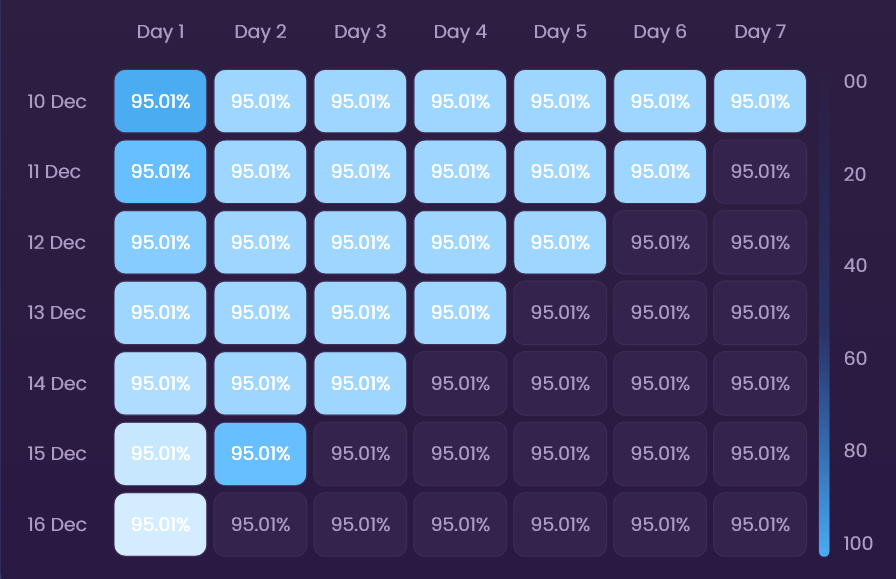 Day 1 Day 2 Day 3 Day 4 Day 5 Day 6 Day 7
10 Dec 95.01% 95.01% 95.01% 95.01% 95.01% 95.01% 95.01% 00
11 Dec 95.01% 95.01% 95.01% 95.01% 95.01% 95.01% 95.01% 20
12 Dec 95.01% 95.01% 95.01% 95.01% 95.01% 95.01% 95.01% 40
13 Dec 95.01% 95.01% 95.01% 95.01% 95.01% 95.01% 95.01%
14 Dec 95.01% 95.01% 95.01% 95.01% 95.01% 95.01% 95.01% 60
15 Dec 95.01% 95.01% 95.01% 95.01% 95.01% 95.01% 95.01% 80
16 Dec 95.01% 95.01% 95.01% 95.01% 95.01% 95.01% 95.01% 100